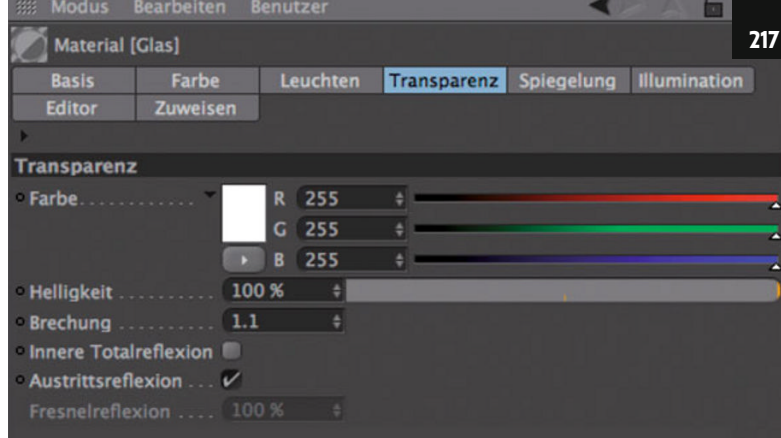 Modus Bearbeiten Benutzer
217
Material [Glas]
Basis Farbe Leuchten Transparenz Spiegelung Illumination
Editor Zuweisen
Transparenz
Farbe............. R 255
G 255
B 255
Helligkeit .......... 100 %
Brechung .......... 1.1
Innere Totalreflexion
Austrittsreflexion ...
Fresnelreflexion .... 100 %